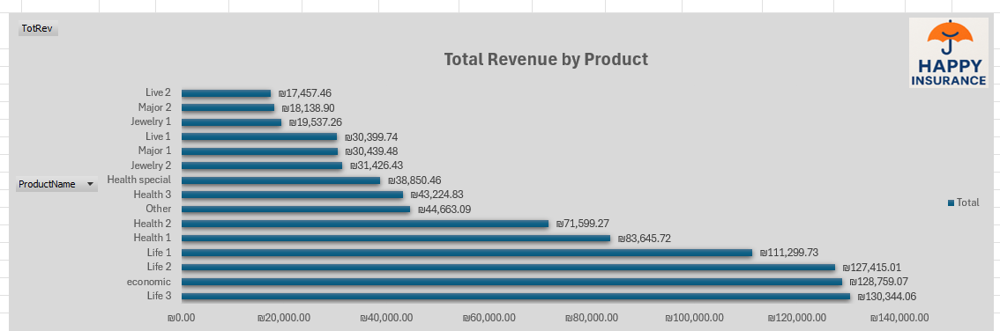 TotRev
Total Revenue by Product
HAPPY
INSURANCE
Live 2 ₪17,457.46
Major 2 ₪18,138.90
Jewelry 1 ₪19,537.26
Live 1 ₪30,399.74
Major 1 ₪30,439.48
Jewelry 2 ₪31,426.43
Health special ₪38,850.46
ProductName
Health 3 ₪43,224.83
Other ₪44,663.09
Total
Health 2 ₪71,599.27
Health 1 ₪83,645.72
Life 1 ₪111,299.73
Life 2 ₪127,415.01
economic ₪128,759.07
Life 3 ₪130,344.06
₪0.00 ₪20,000.00 ₪40,000.00 ₪60,000.00 ₪80,000.00 ₪100,000.00 ₪120,000.00 ₪140,000.00